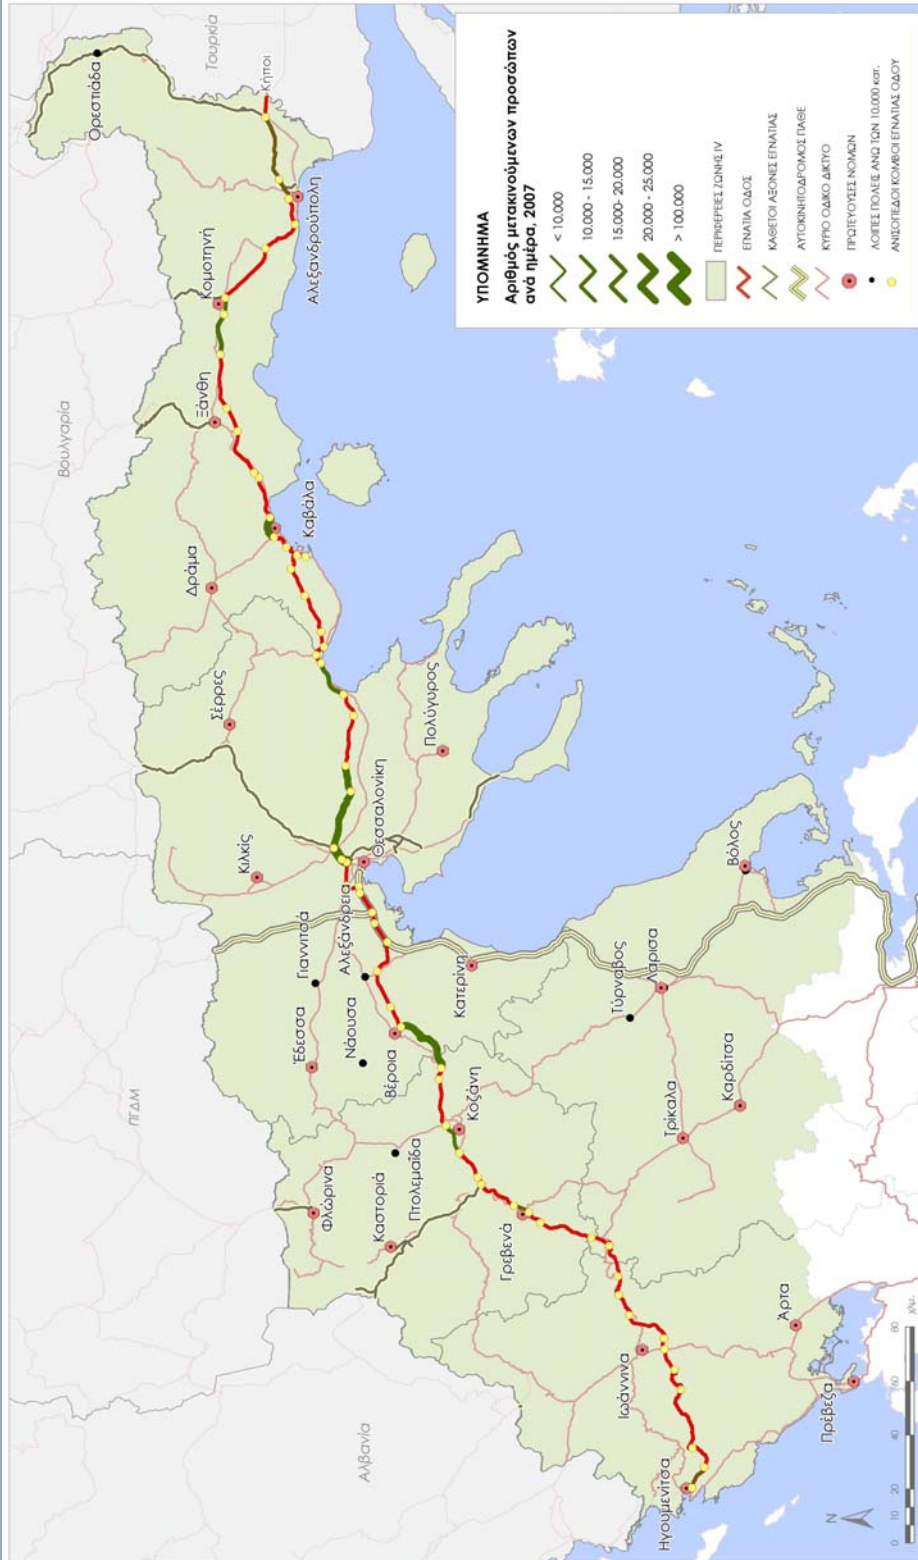 ΥΠΟΜΝΗΜΑ
Αριθμός μετακινούμενων προσώπων
ανά ημέρα, 2007
< 10.000
10.000 - 15.000
15.000- 20.000
20.000 - 25.000
> 100.000
ΠΕΡΙΦΕΡΕΙΕΣ ΖΩΝΗΣ IV
ΕΓΝΑΤΙΑ ΟΔΟΣ
ΚΑΘΕΤΟΙ ΑΞΟΝΕΣ ΕΓΝΑΤΙΑΣ
ΑΥΤΟΚΙΝΗΤΟΔΡΟΜΟΣ ΠΑΘΕ
ΚΥΡΙΟ ΟΔΙΚΟ ΔΙΚΤΥΟ
ΠΡΩΤΕΥΟΥΣΕΣ ΝΟΜΩΝ
ΛΟΙΠΕΣ ΠΟΛΕΙΣ ΑΝΩ ΤΩΝ 10.000 κατ.
ΑΝΙΣΟΠΕΔΟΙ ΚΟΜΒΟΙ ΕΓΝΑΤΙΑΣ ΟΔΟΥ
Αλβανία
ΠΓΔΜ
Βουλγαρία
Τουρκία
Ορεστιάδα
Κήποι
Αλεξανδρούπολη
Κομοτηνή
Ξάνθη
Καβάλα
Δράμα
Σέρρες
Πολύγυρος
Θεσσαλονίκη
Κιλκίς
Αλεξάνδρεια
Γιαννιτσά
Έδεσσα
Νάουσα
Βέροια
Κατερίνη
Κοζάνη
Πτολεμαΐδα
Καστοριά
Φλώρινα
Γρεβενά
Τύρναβος
Λάρισα
Βόλος
Τρίκαλα
Καρδίτσα
Ιωάννινα
Ηγουμενίτσα
Άρτα
Πρέβεζα
N
0 10 20 40 60 80
χλμ.